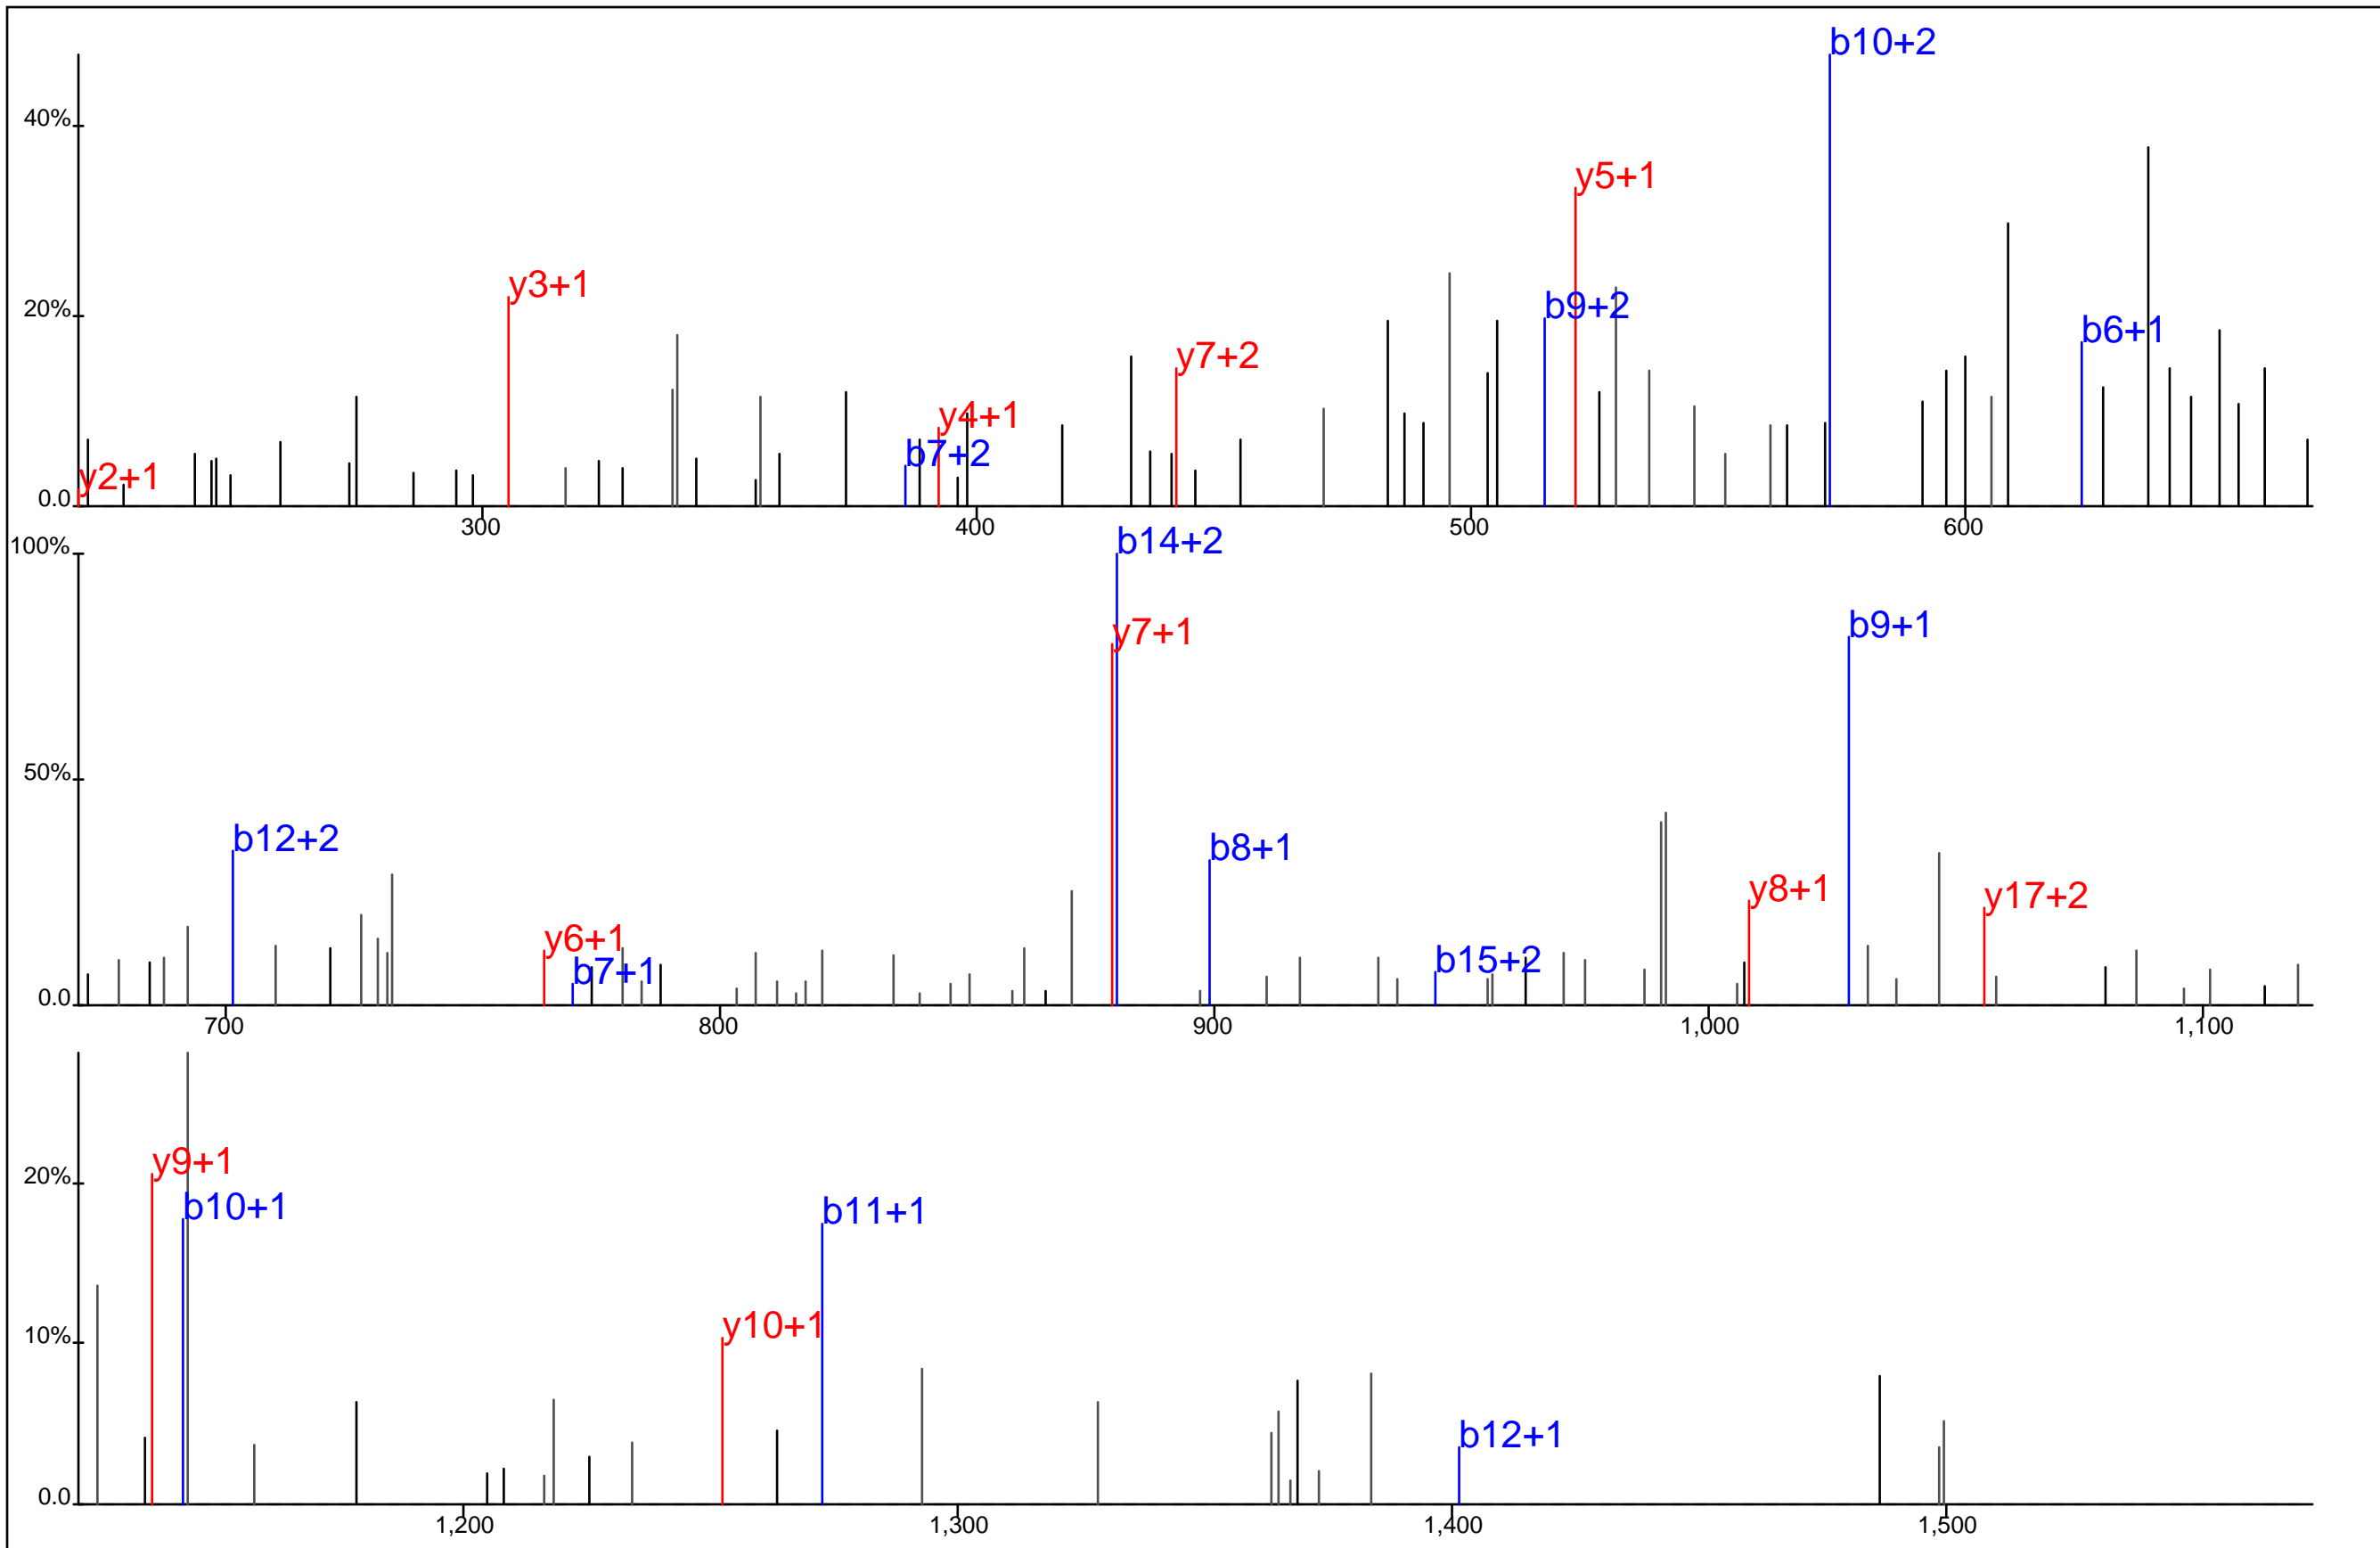 b10+2
40%
y5+1
y3+1
20%
b9+2
b6+1
y7+2
y4+1
b7+2
y2+1
0.0
300 400 500 600
100%
b14+2
y7+1
b9+1
50%
b12+2
b8+1
y8+1
y17+2
y6+1
b15+2
b7+1
0.0
700 800 900 1,000 1,100
y9+1
20%
b10+1
b11+1
10%
y10+1
b12+1
0.0
1,200 1,300 1,400 1,500